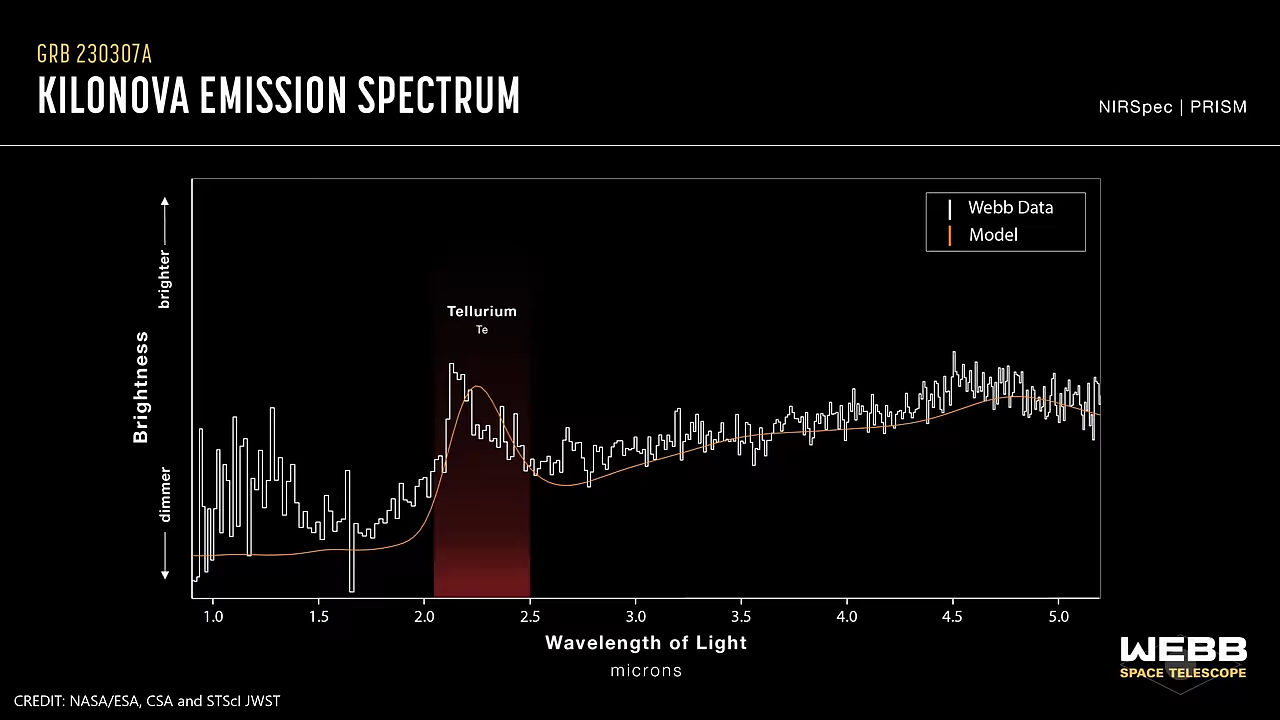 GRB 230307A
KILONOVA EMISSION SPECTRUM
NIRSpec | PRISM
Webb Data
Model
brighter
Brightness
dimmer
Tellurium
Te
1.0 1.5 2.0 2.5 3.0 3.5 4.0 4.5 5.0
Wavelength of Light
microns
WEBB
SPACE TELESCOPE
CREDIT: NASA/ESA, CSA and STScI JWST